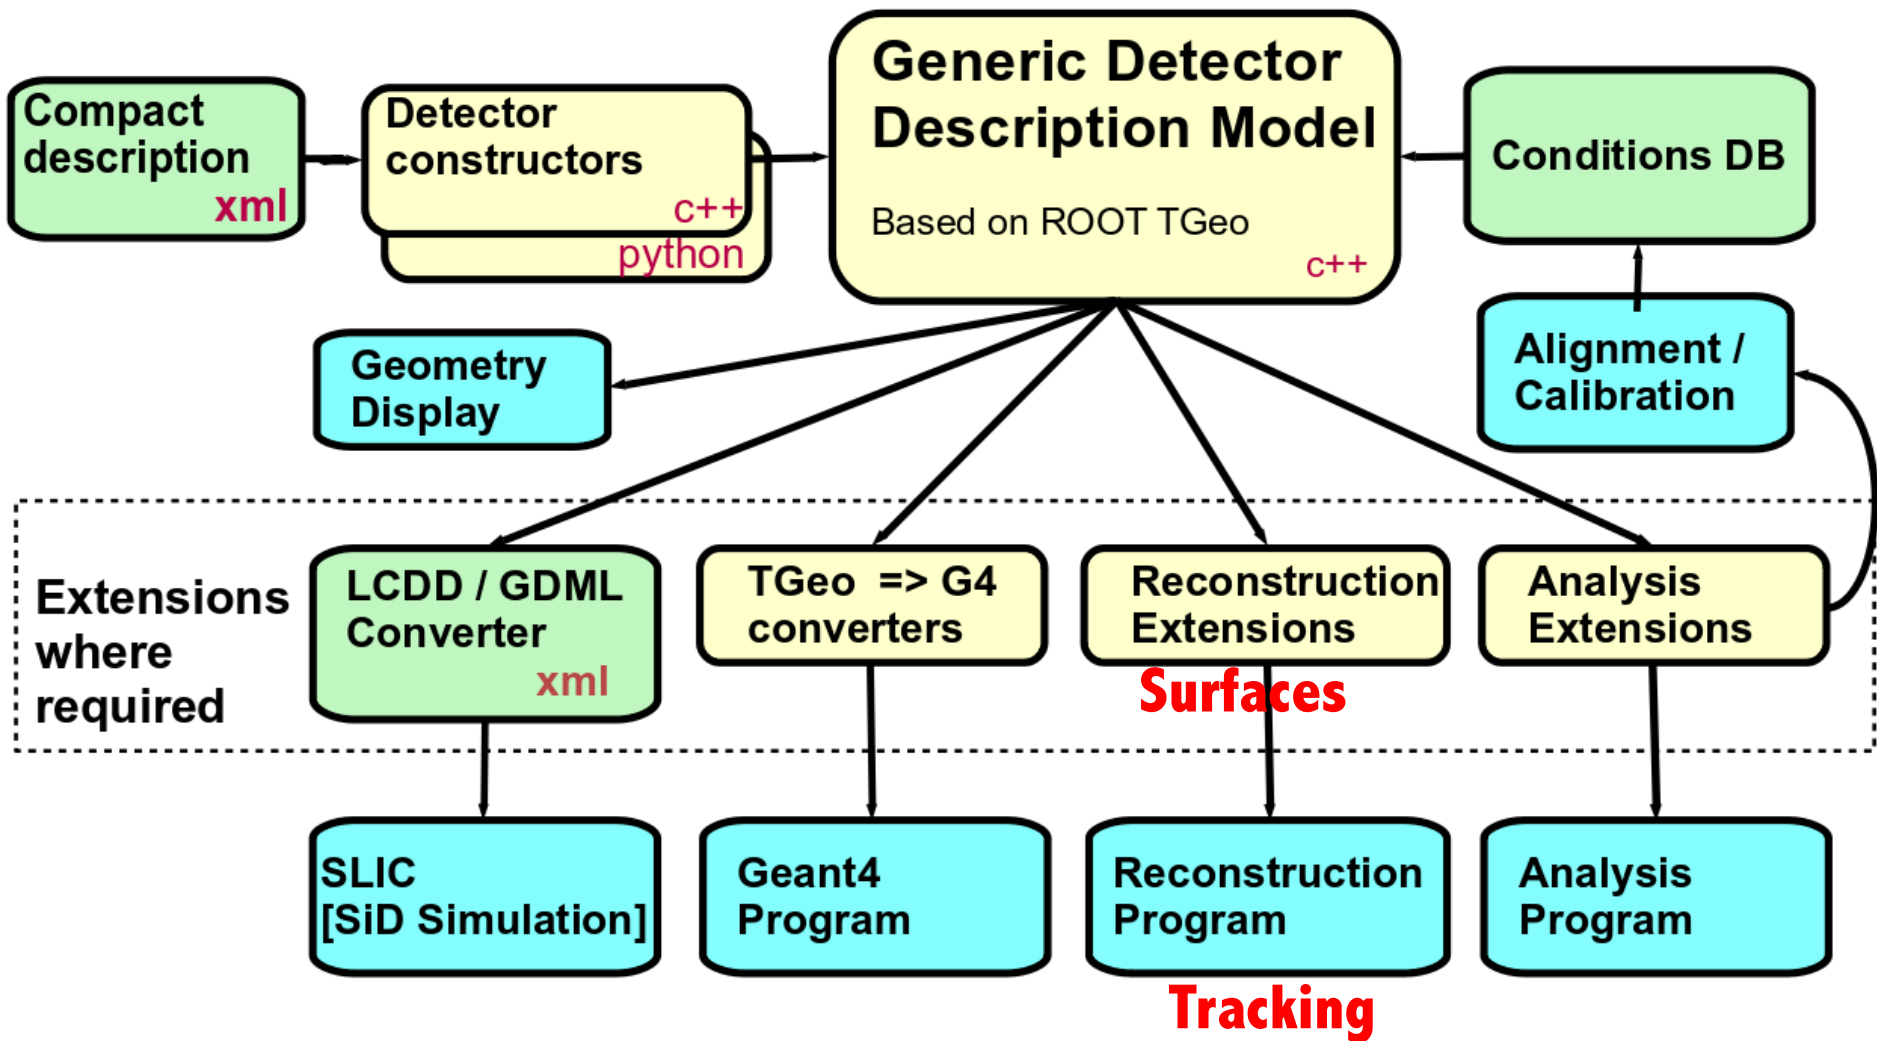 Compact
description
xml
Detector
constructors
c++
python
Generic Detector
Description Model
Based on ROOT TGeo
c++
Conditions DB
Geometry
Display
Alignment /
Calibration
Extensions
where
required
LCDD / GDML
Converter
xml
TGeo => G4
converters
Reconstruction
Extensions
Surfaces
Analysis
Extensions
SLIC
[SiD Simulation]
Geant4
Program
Reconstruction
Program
Tracking
Analysis
Program